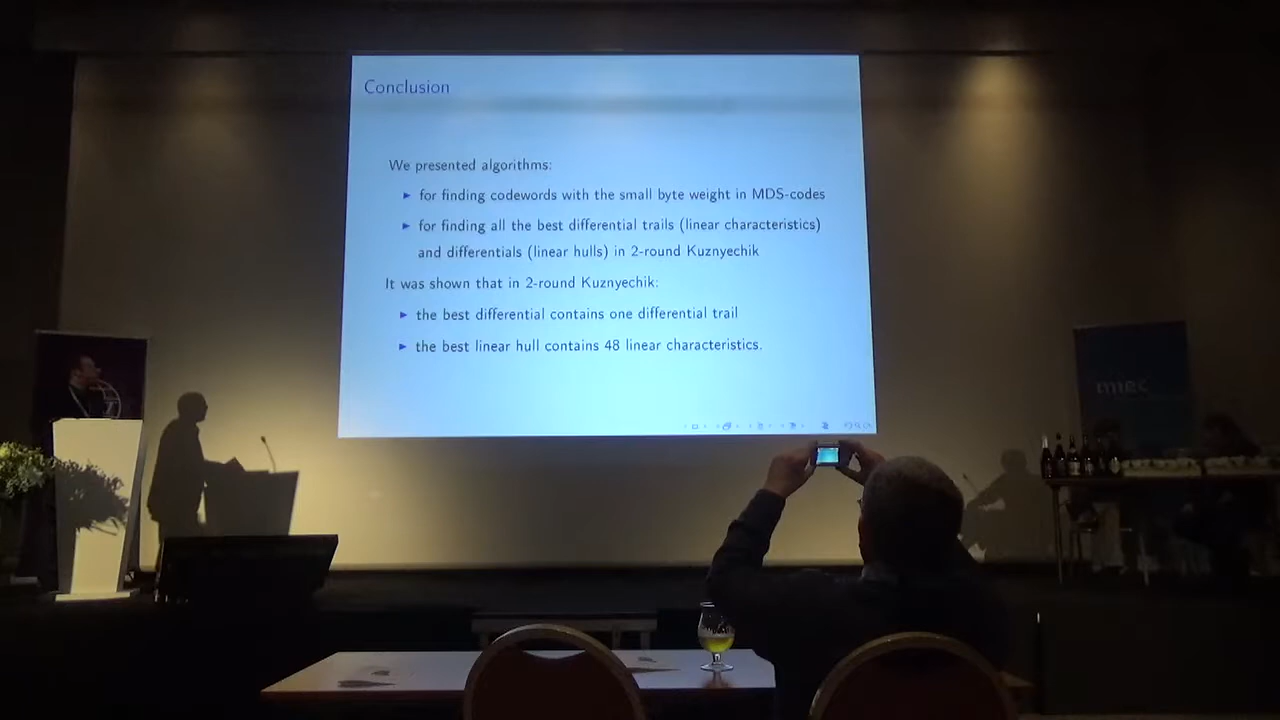 Conclusion
We presented algorithms:
for finding codewords with the small byte weight in MDS-codes
for finding all the best differential trails (linear characteristics)
and differentials (linear hulls) in 2-round Kuznyechik
It was shown that in 2-round Kuznyechik:
the best differential contains one differential trail
the best linear hull contains 48 linear characteristics.